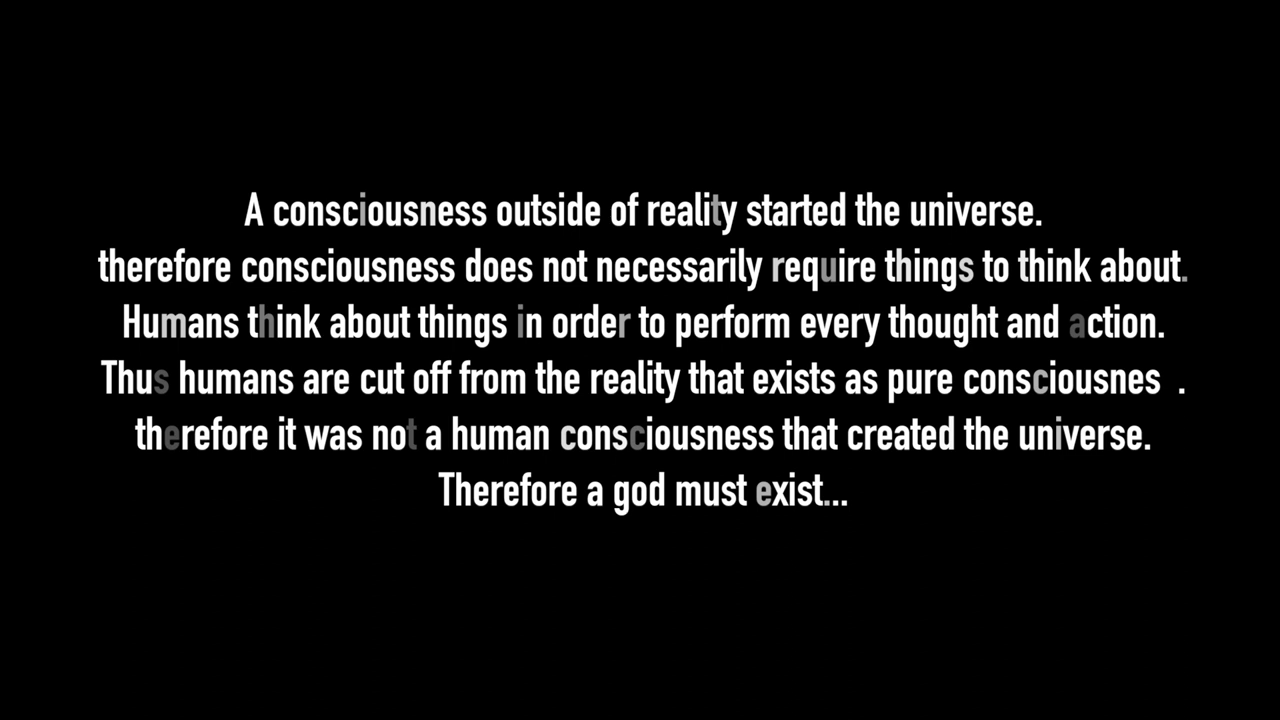 A consciousness outside of reality started the universe.
therefore consciousness does not necessarily require things to think about.
Humans think about things in order to perform every thought and action.
Thus humans are cut off from the reality that exists as pure consciousnes .
therefore it was not a human consciousness that created the universe.
Therefore a god must exist...